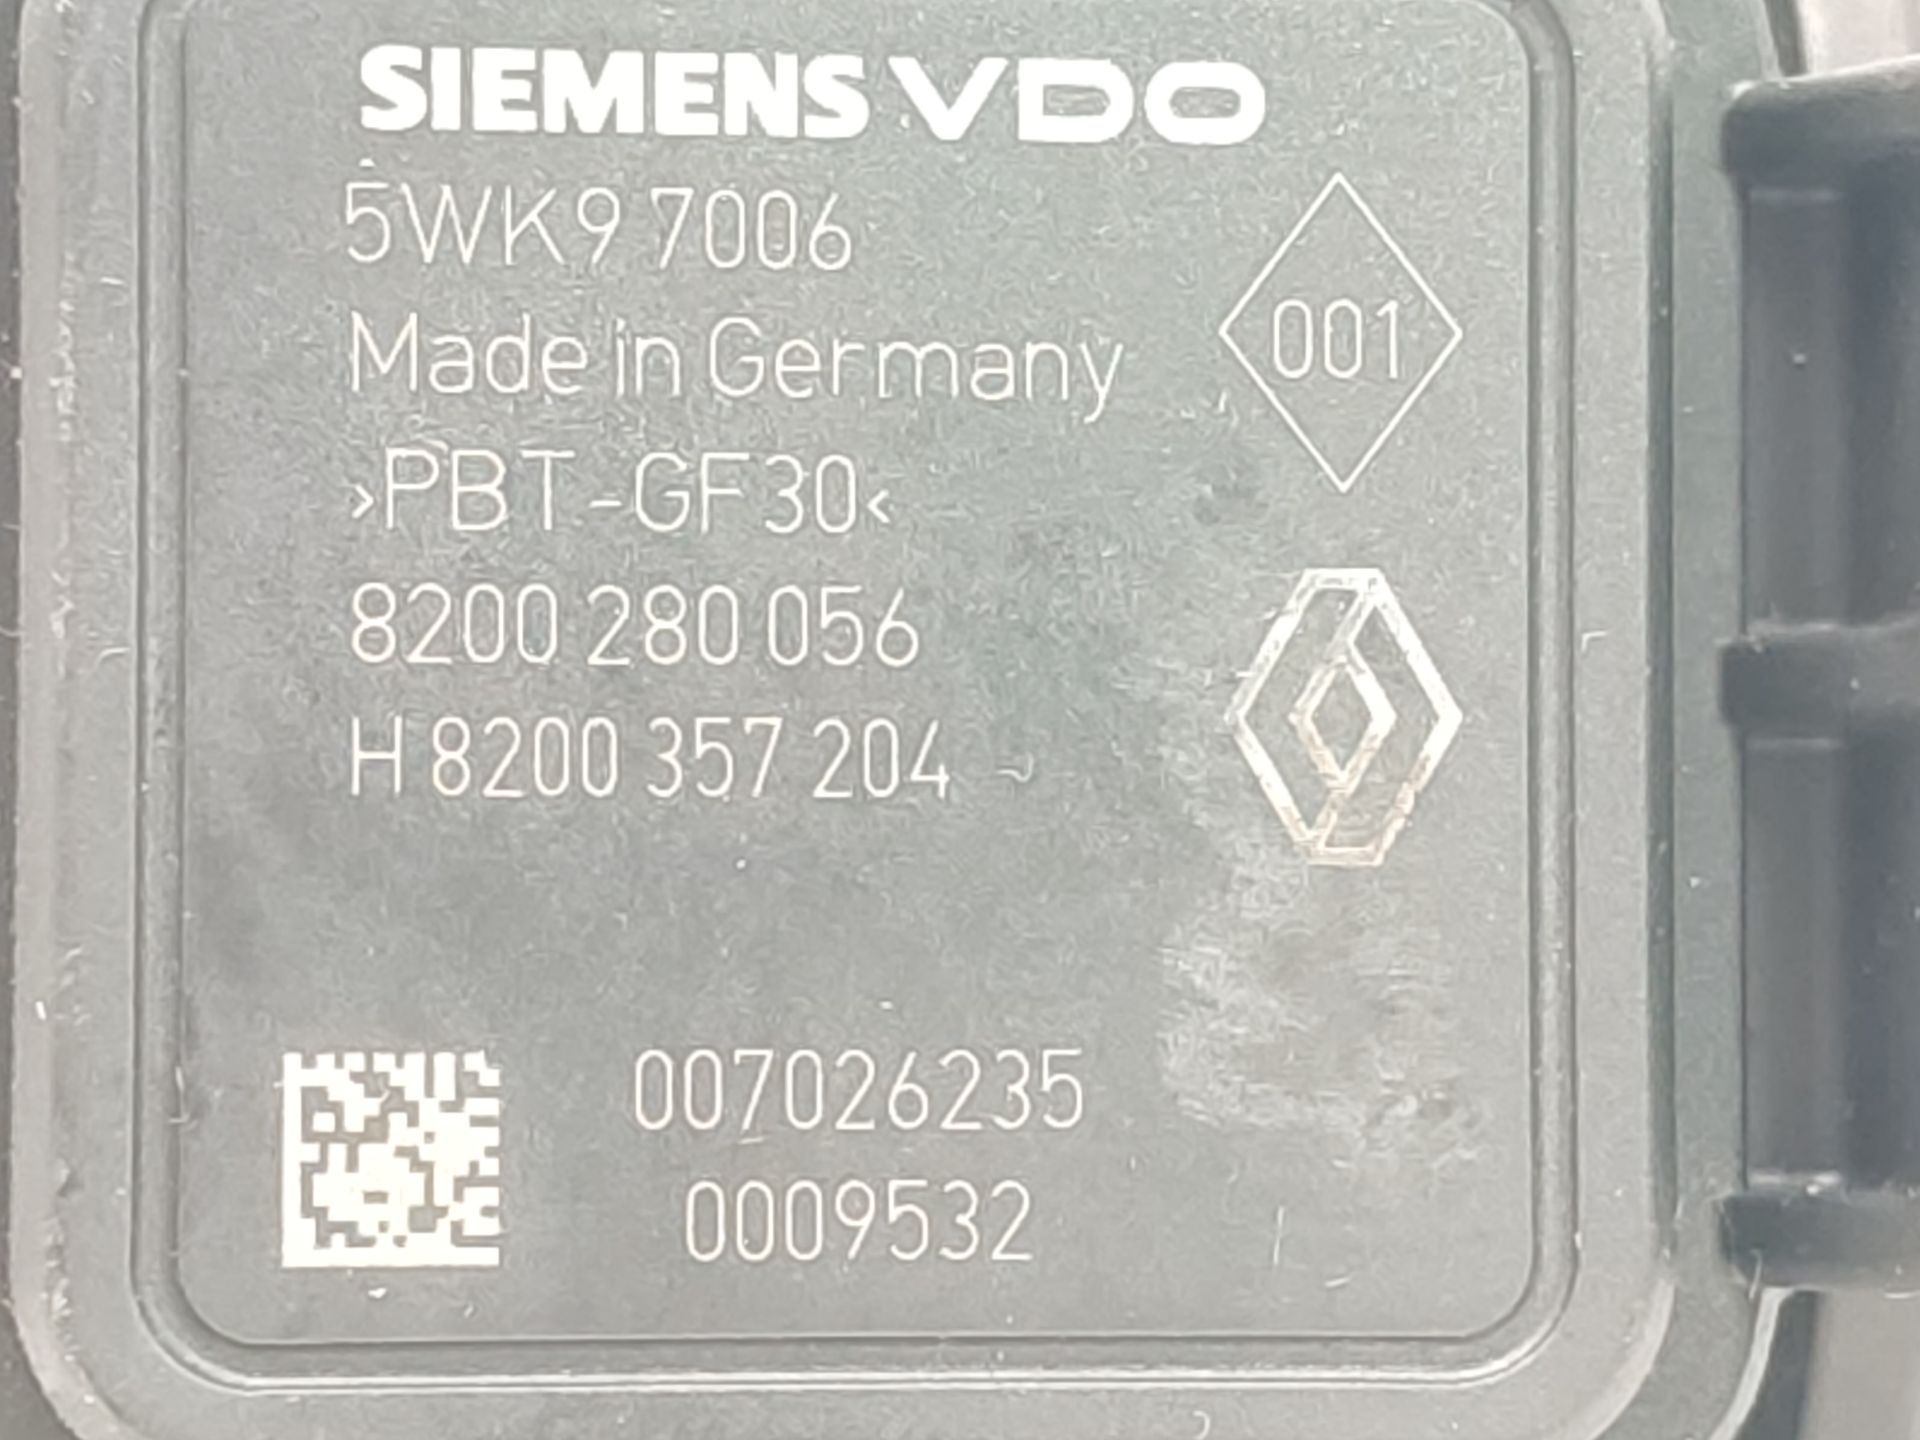 SIEMENS VDO
5WK9 7006
001
Made in Germany
>PBT-GF30<
8200 280 056
H 8200 357 204
007026235
0009532